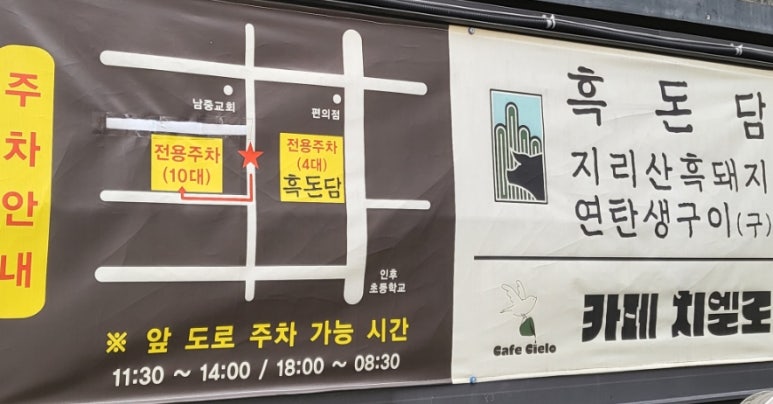 주차안내
남중교회
편의점
전용주차
(10대)
전용주차
(4대)
흑돈담
인후
초등학교
※ 앞 도로 주차 가능 시간
11:30 ~ 14:00 / 18:00 ~ 08:30
흑돈담
지리산흑돼지
연탄생구이(구)
Cafe Cielo
카페 치엘로